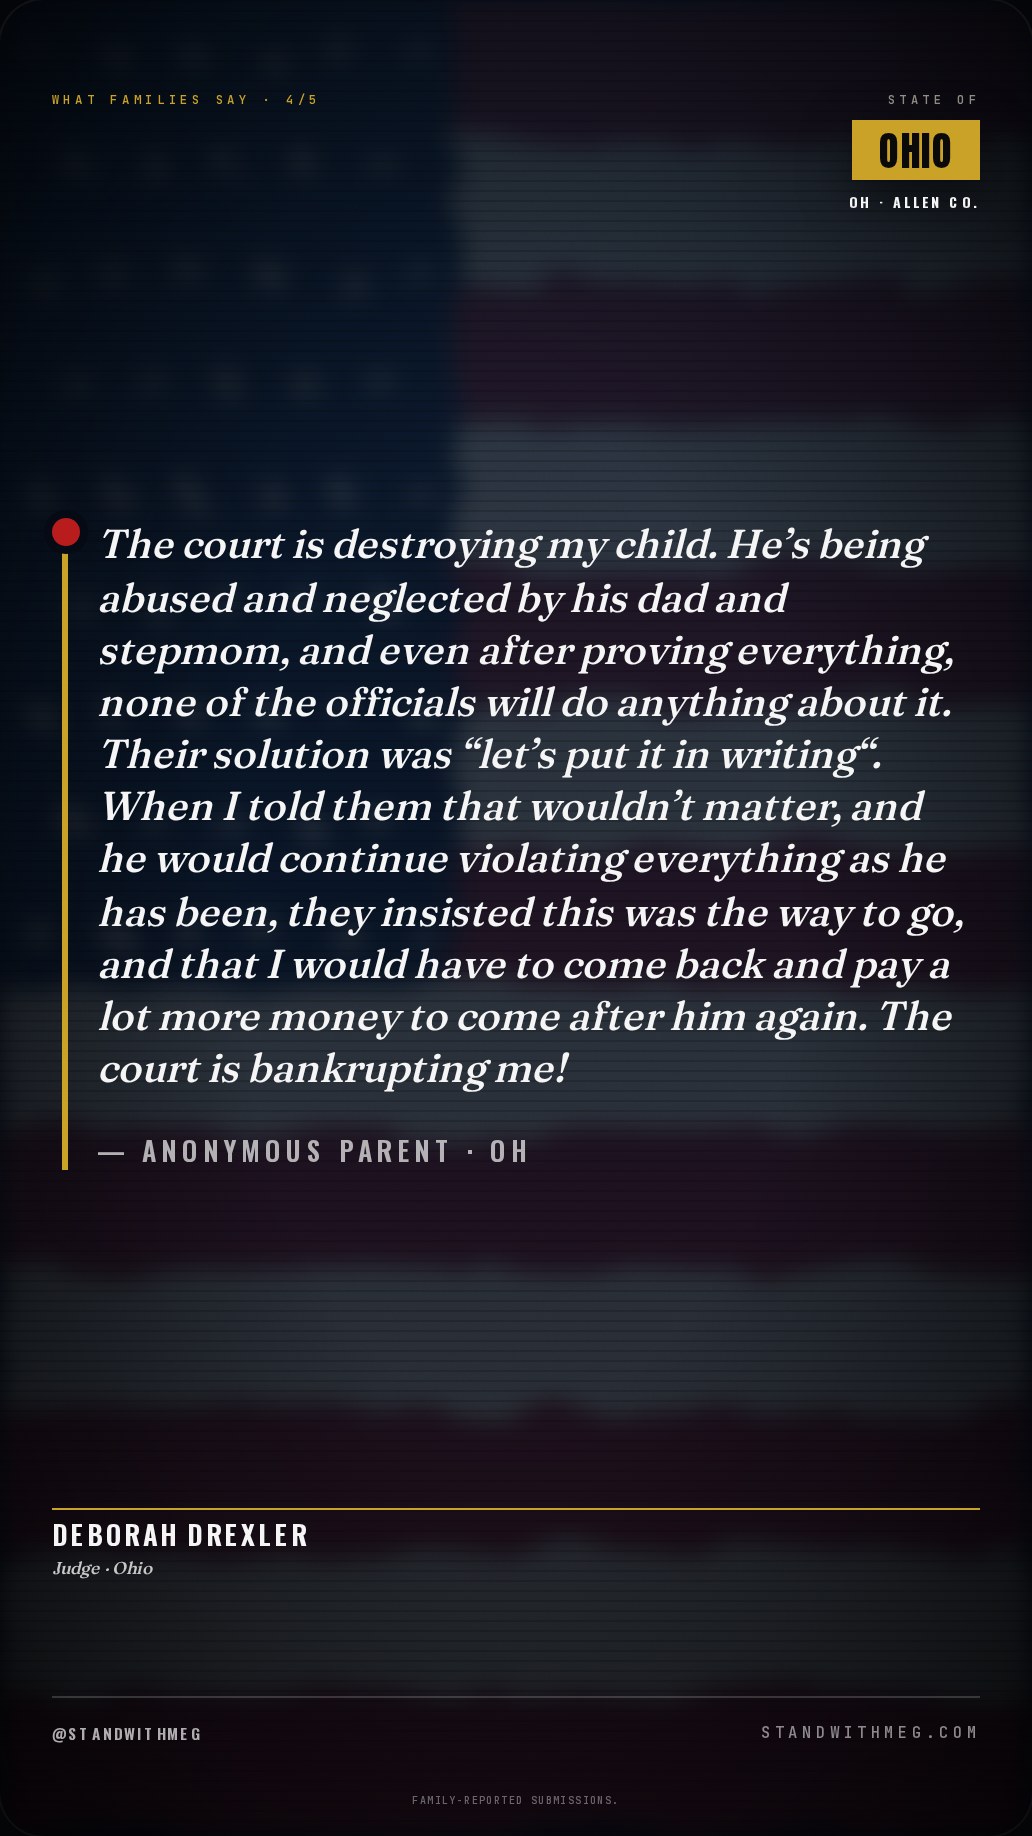 WHAT FAMILIES SAY · 4/5
STATE OF
OHIO
OH · ALLEN CO.
The court is destroying my child. He’s being
abused and neglected by his dad and
stepmom, and even after proving everything,
none of the officials will do anything about it.
Their solution was “let’s put it in writing“.
When I told them that wouldn’t matter, and
he would continue violating everything as he
has been, they insisted this was the way to go,
and that I would have to come back and pay a
lot more money to come after him again. The
court is bankrupting me!
— ANONYMOUS PARENT · OH
DEBORAH DREXLER
Judge · Ohio
@STANDWITHMEG
STANDWITHMEG.COM
FAMILY-REPORTED SUBMISSIONS.